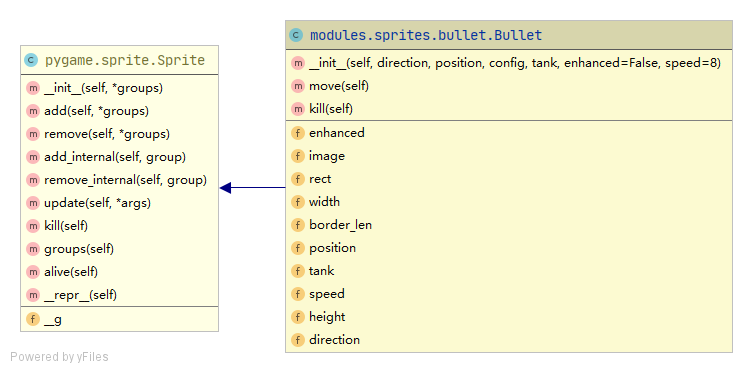 c pygame.sprite.Sprite
m __init__(self, *groups)
m add(self, *groups)
m remove(self, *groups)
m add_internal(self, group)
m remove_internal(self, group)
m update(self, *args)
m kill(self)
m groups(self)
m alive(self)
m __repr__(self)
f __g
c modules.sprites.bullet.Bullet
m __init__(self, direction, position, config, tank, enhanced=False, speed=8)
m move(self)
m kill(self)
f enhanced
f image
f rect
f width
f border_len
f position
f tank
f speed
f height
f direction
Powered by yFiles